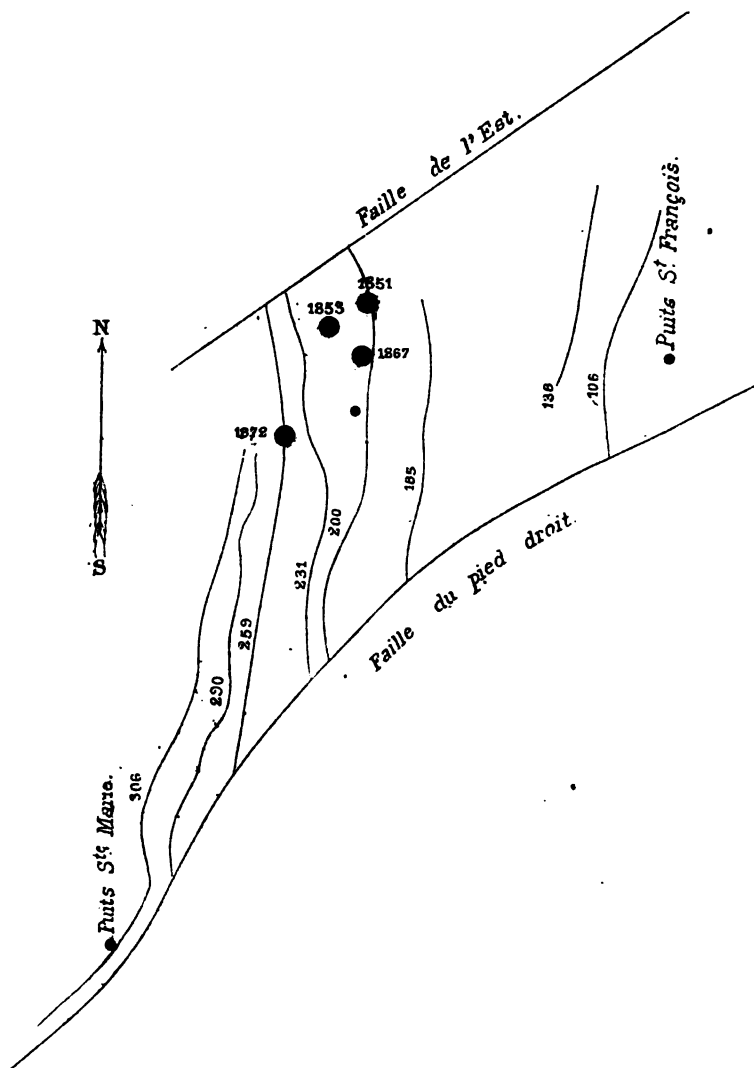 Faille de l'Est.
Puits St. François.
N
S
1851
1853
1867
1872
138
106
185
200
231
259
290
306
Faille du pied droit.
Puits Ste Marie.